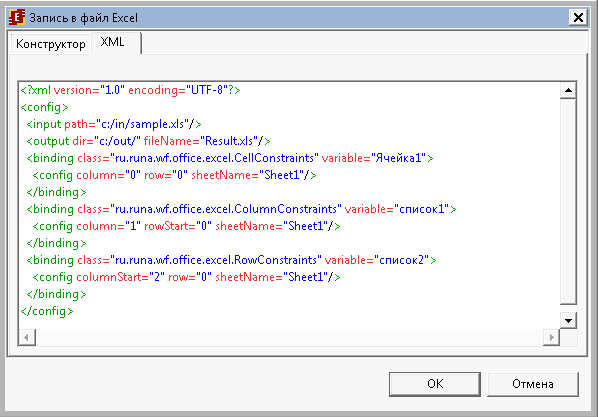 Запись в файл Excel
Конструктор XML
<?xml version="1.0" encoding="UTF-8"?>
<config>
<input path="c:/in/sample.xls"/>
<output dir="c:/out/" fileName="Result.xls"/>
<binding class="ru.runa.wf.office.excel.CellConstraints" variable="Ячейка1">
<config column="0" row="0" sheetName="Sheet1"/>
</binding>
<binding class="ru.runa.wf.office.excel.ColumnConstraints" variable="список1">
<config column="1" rowStart="0" sheetName="Sheet1"/>
</binding>
<binding class="ru.runa.wf.office.excel.RowConstraints" variable="список2">
<config columnStart="2" row="0" sheetName="Sheet1"/>
</binding>
</config>
OK Отмена